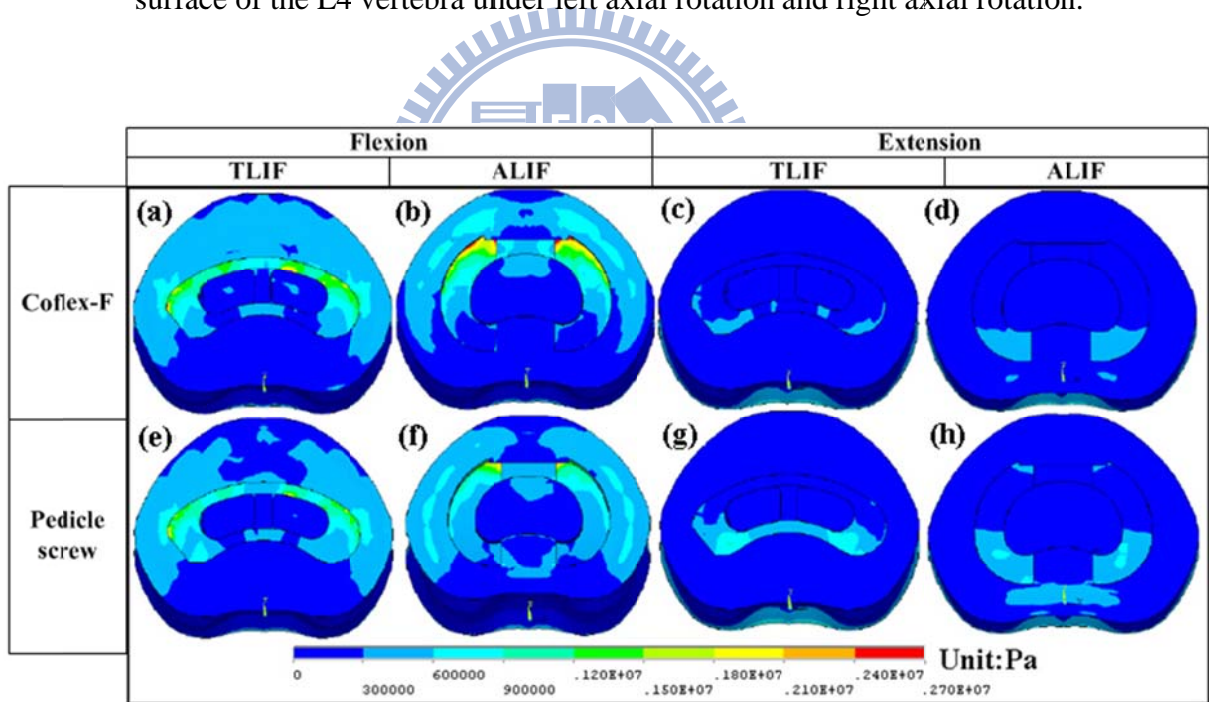 surface of the L4 vertebra under left axial rotation and right axial rotation.
Flexion Extension
TLIF ALIF TLIF ALIF
Coflex-F
(a) (b) (c) (d)
Pedicle
screw
(e) (f) (g) (h)
Unit:Pa
0 600000 .120E+07 .180E+07 .240E+07
300000 900000 .150E+07 .210E+07 .270E+07